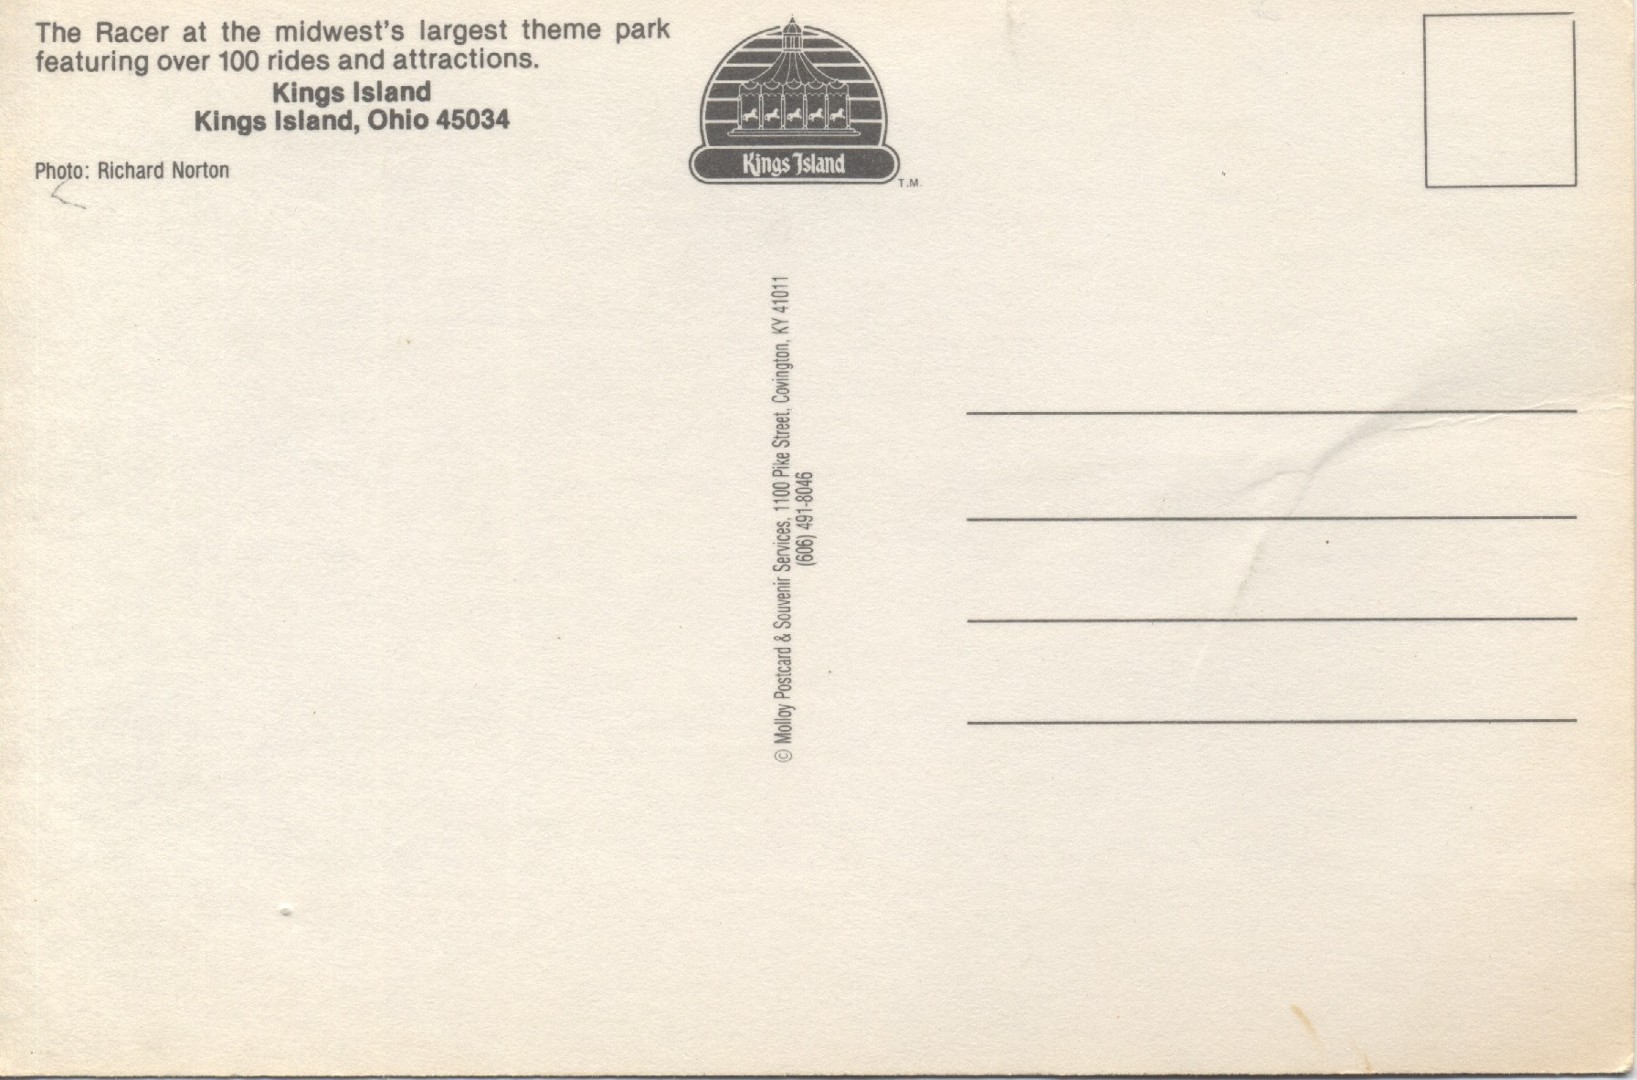 The Racer at the midwest's largest theme park
featuring over 100 rides and attractions.
Kings Island
Kings Island, Ohio 45034
Photo: Richard Norton
Kings Island
T.M.
© Molloy Postcard & Souvenir Services, 1100 Pike Street, Covington, KY 41011
(606) 491-8046